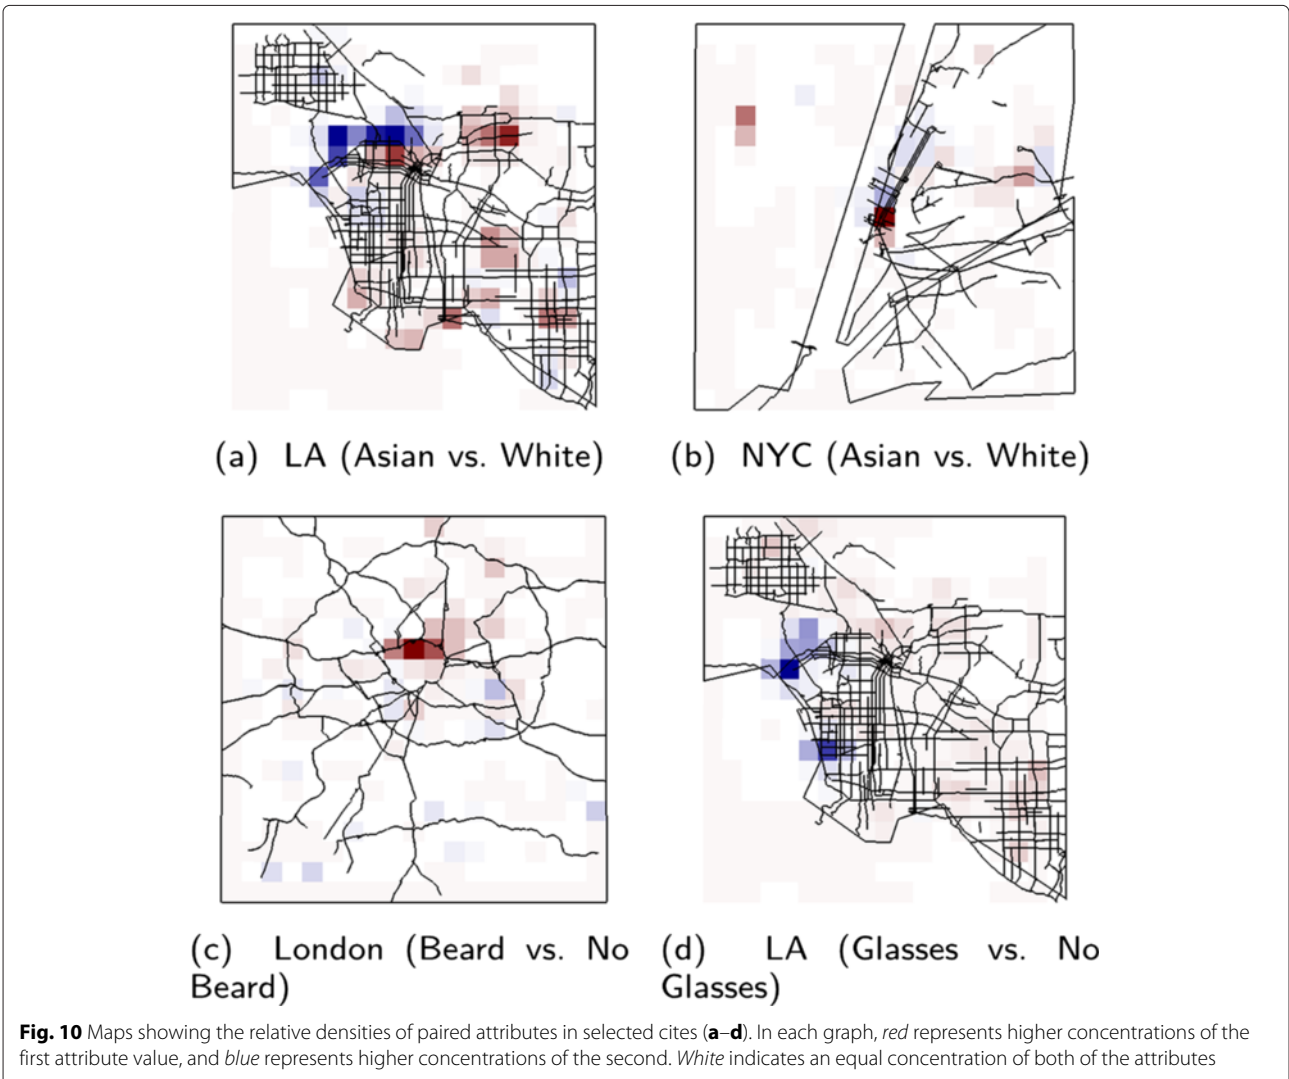 (a) LA (Asian vs. White)
(b) NYC (Asian vs. White)
(c) London (Beard vs. No
Beard)
(d) LA (Glasses vs. No
Glasses)
Fig. 10 Maps showing the relative densities of paired attributes in selected cites (a–d). In each graph, red represents higher concentrations of the
first attribute value, and blue represents higher concentrations of the second. White indicates an equal concentration of both of the attributes